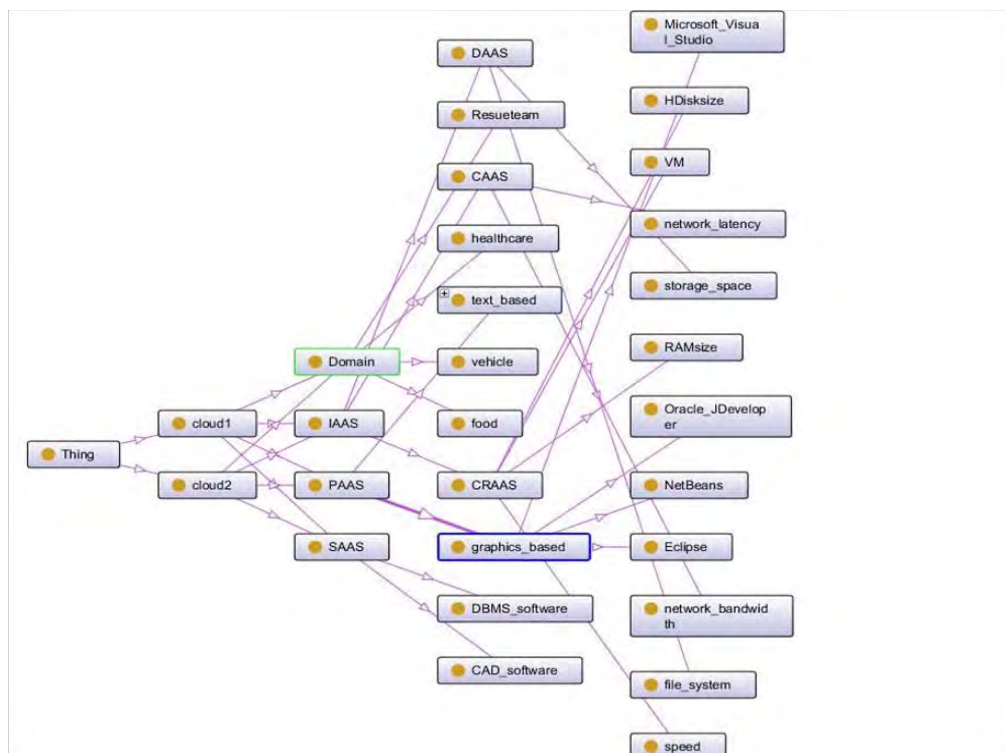 Thing
cloud1
cloud2
Domain
IAAS
PAAS
SAAS
DAAS
Resueteam
CAAS
healthcare
text_based
vehicle
food
CRAAS
graphics_based
DBMS_software
CAD_software
Microsoft_Visua
l_Studio
HDisksize
VM
network_latency
storage_space
RAMsize
Oracle_JDevelop
er
NetBeans
Eclipse
network_bandwid
th
file_system
speed